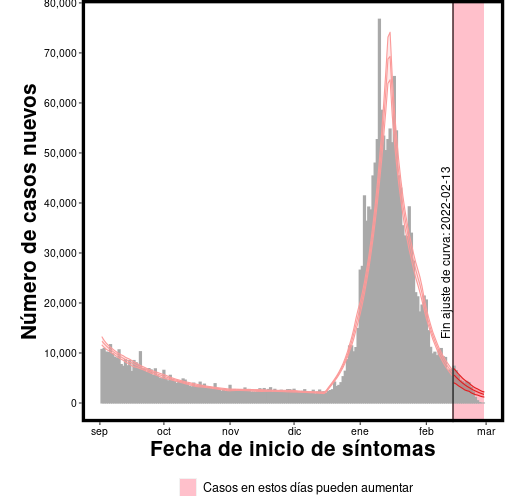 80,000
70,000
60,000
50,000
40,000
30,000
20,000
10,000
0
Número de casos nuevos
Fin ajuste de curva: 2022-02-13
sep oct nov dic ene feb mar
Fecha de inicio de síntomas
Casos en estos días pueden aumentar